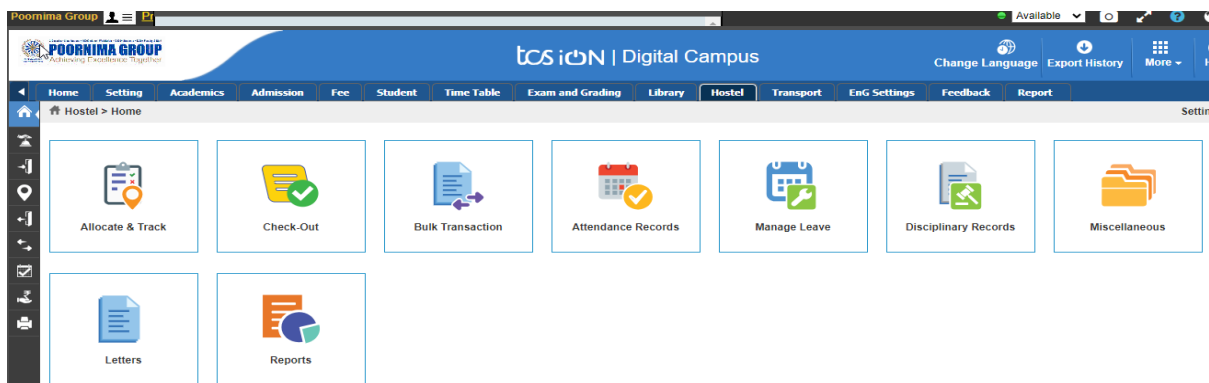 Poornima Group
Available
POORNIMA GROUP
Achieving Excellence Together
tcs iON | Digital Campus
Change Language Export History More
Home Setting Academics Admission Fee Student Time Table Exam and Grading Library Hostel Transport EnG Settings Feedback Report
Hostel > Home
Allocate & Track Check-Out Bulk Transaction Attendance Records Manage Leave Disciplinary Records Miscellaneous
Letters Reports